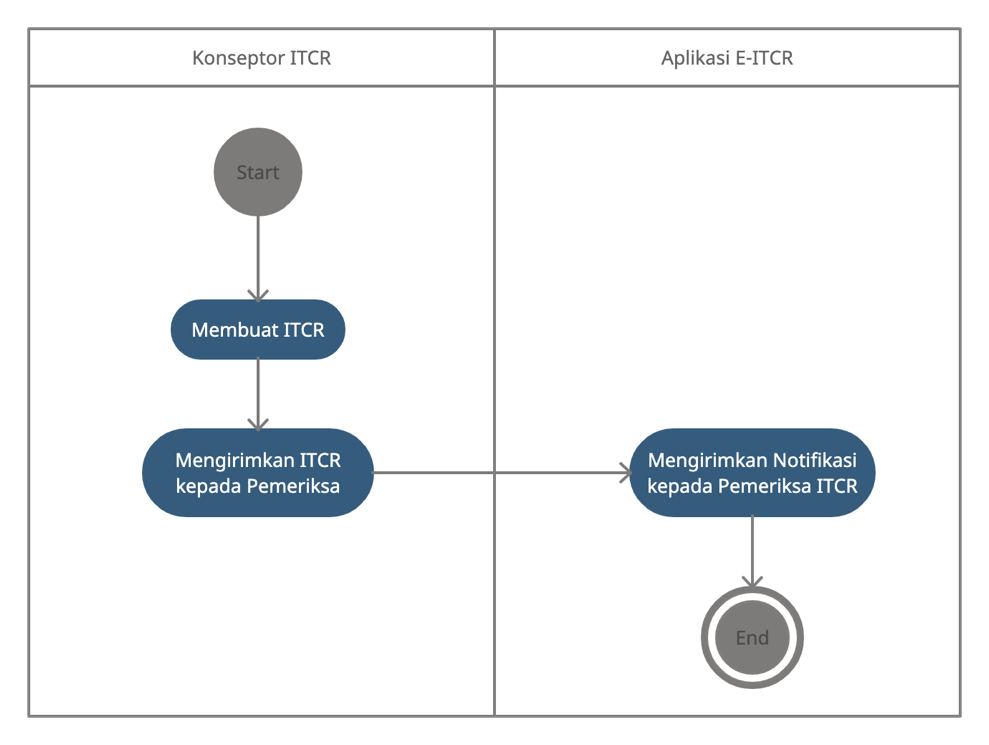 Konseptor ITCR
Aplikasi E-ITCR
Start
Membuat ITCR
Mengirimkan ITCR
kepada Pemeriksa
Mengirimkan Notifikasi
kepada Pemeriksa ITCR
End